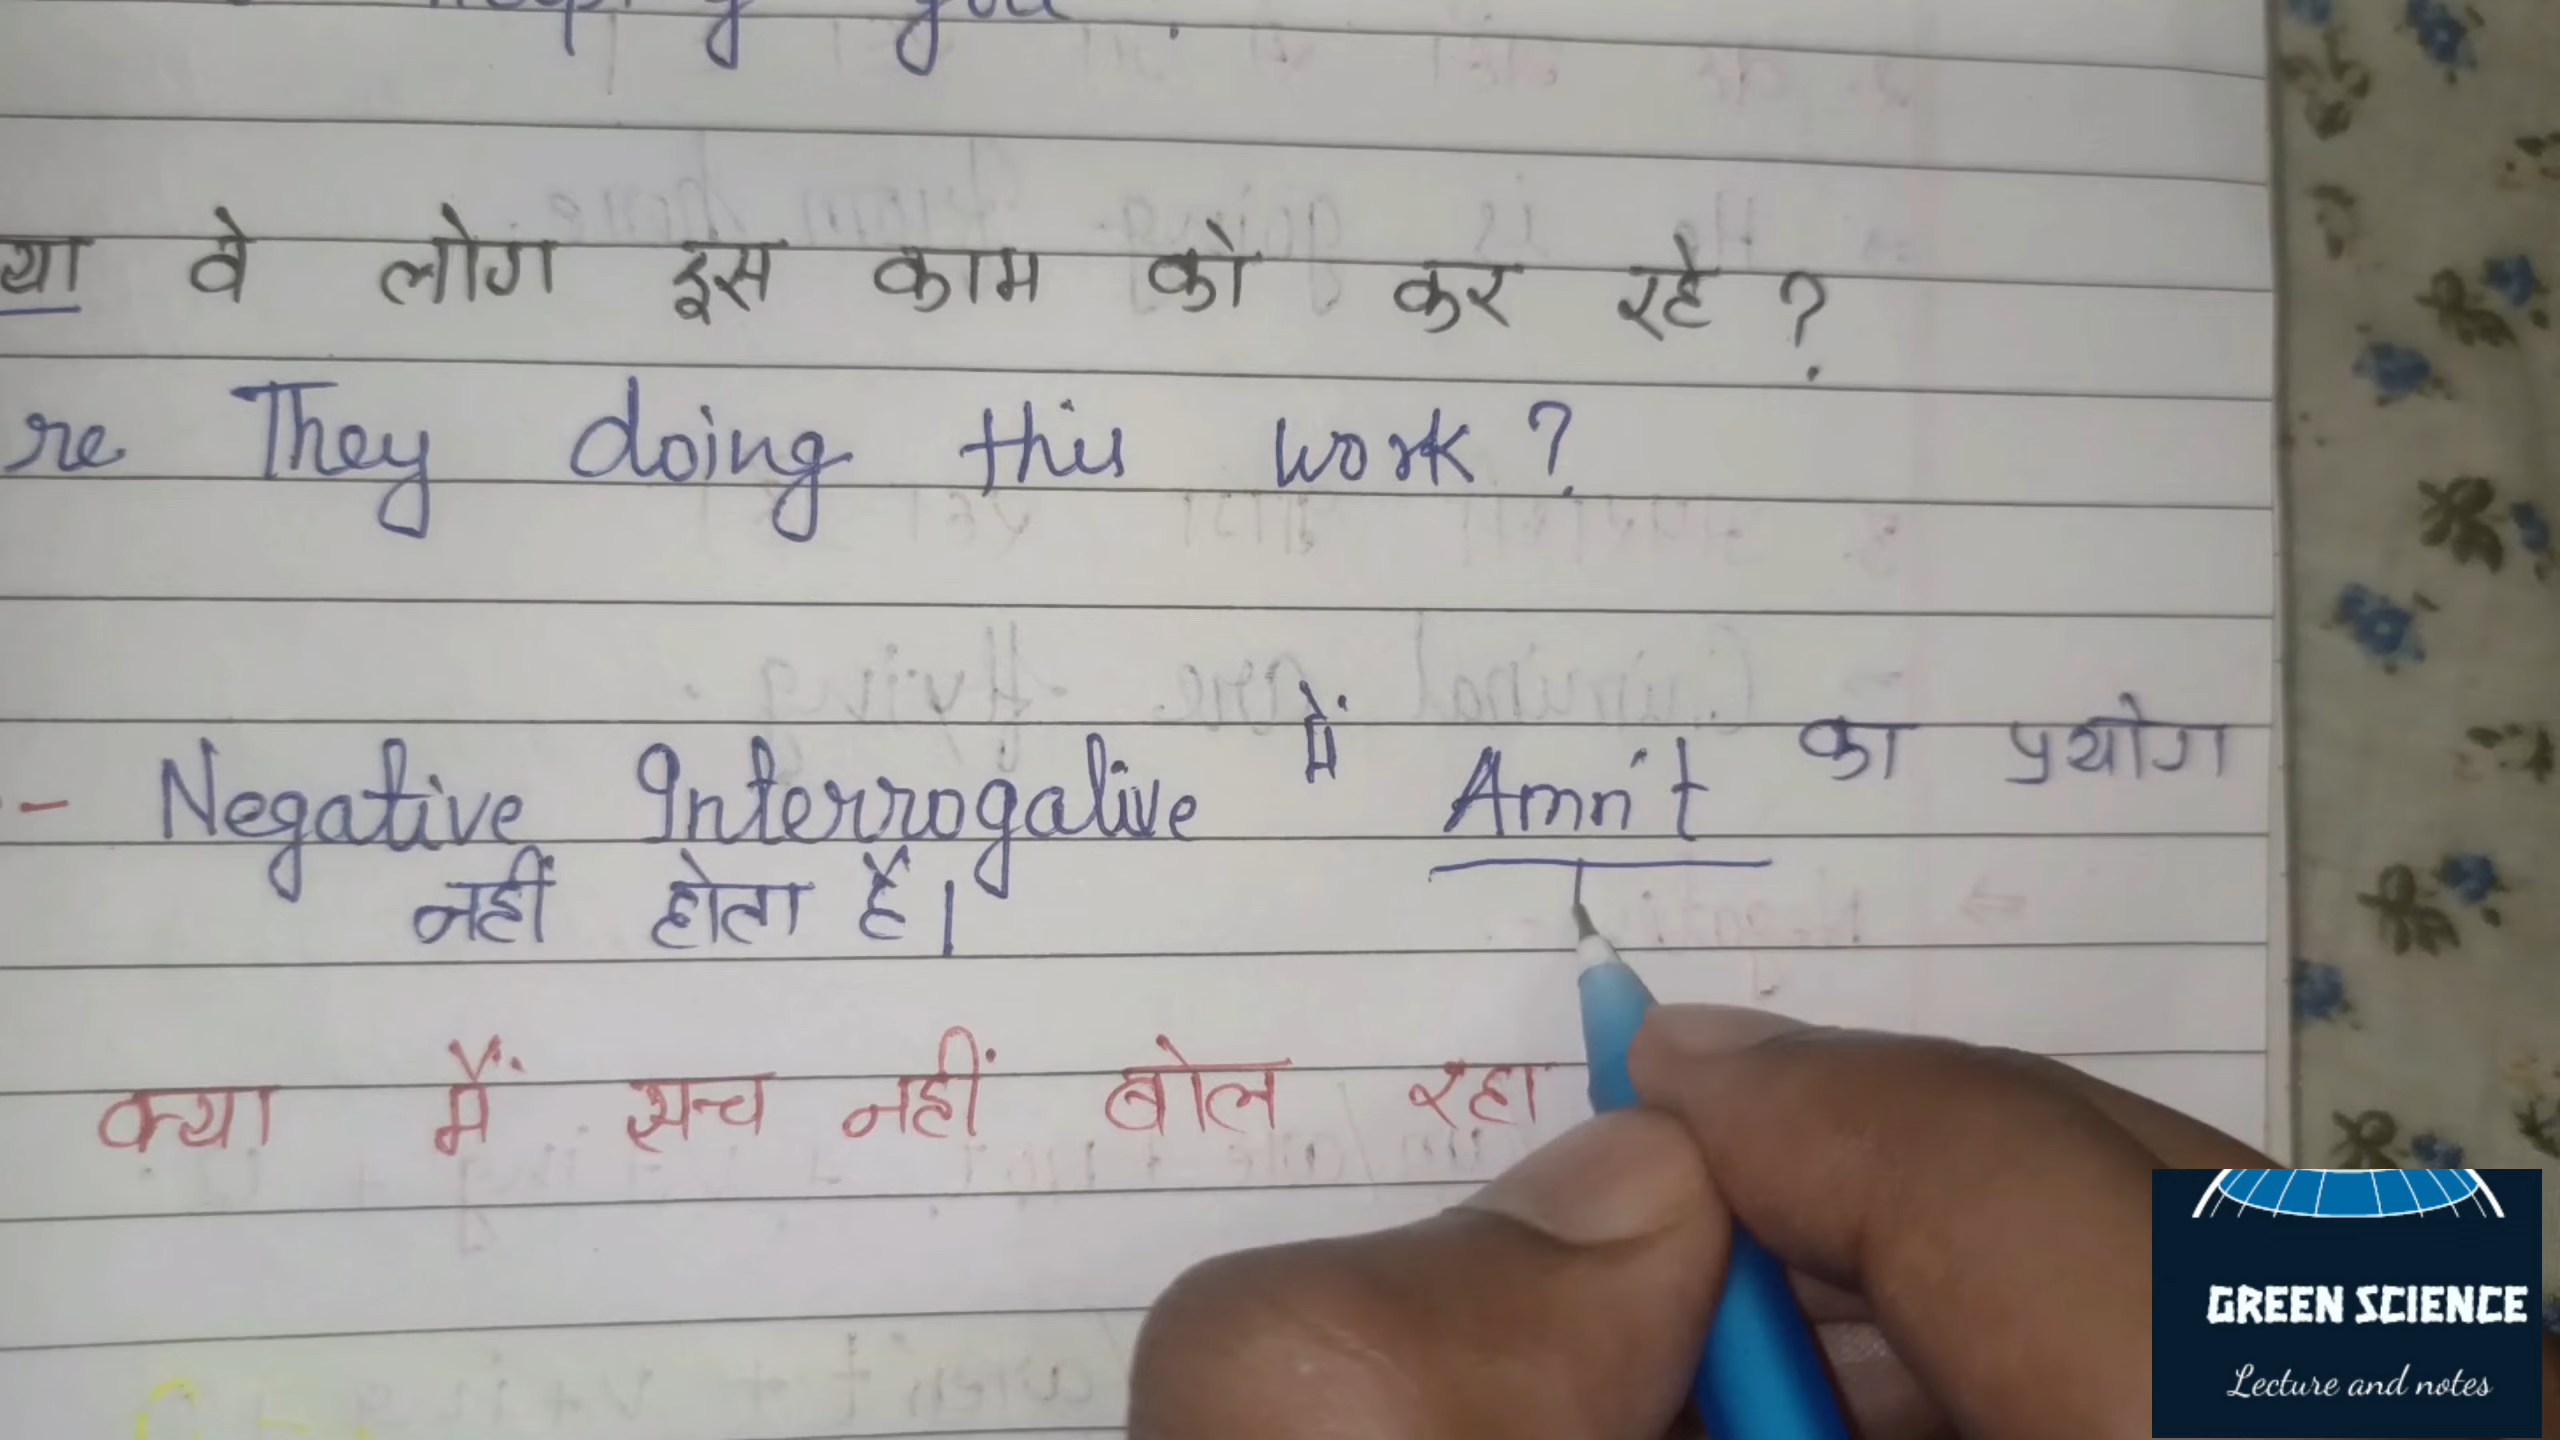 you.
क्या वे लोग इस काम को कर रहे ?
re They doing this work ?
- Negative Interrogative में Amn't का प्रयोग
नहीं होता है।
क्या मैं सच नहीं बोल रहा
GREEN SCIENCE
Lecture and notes